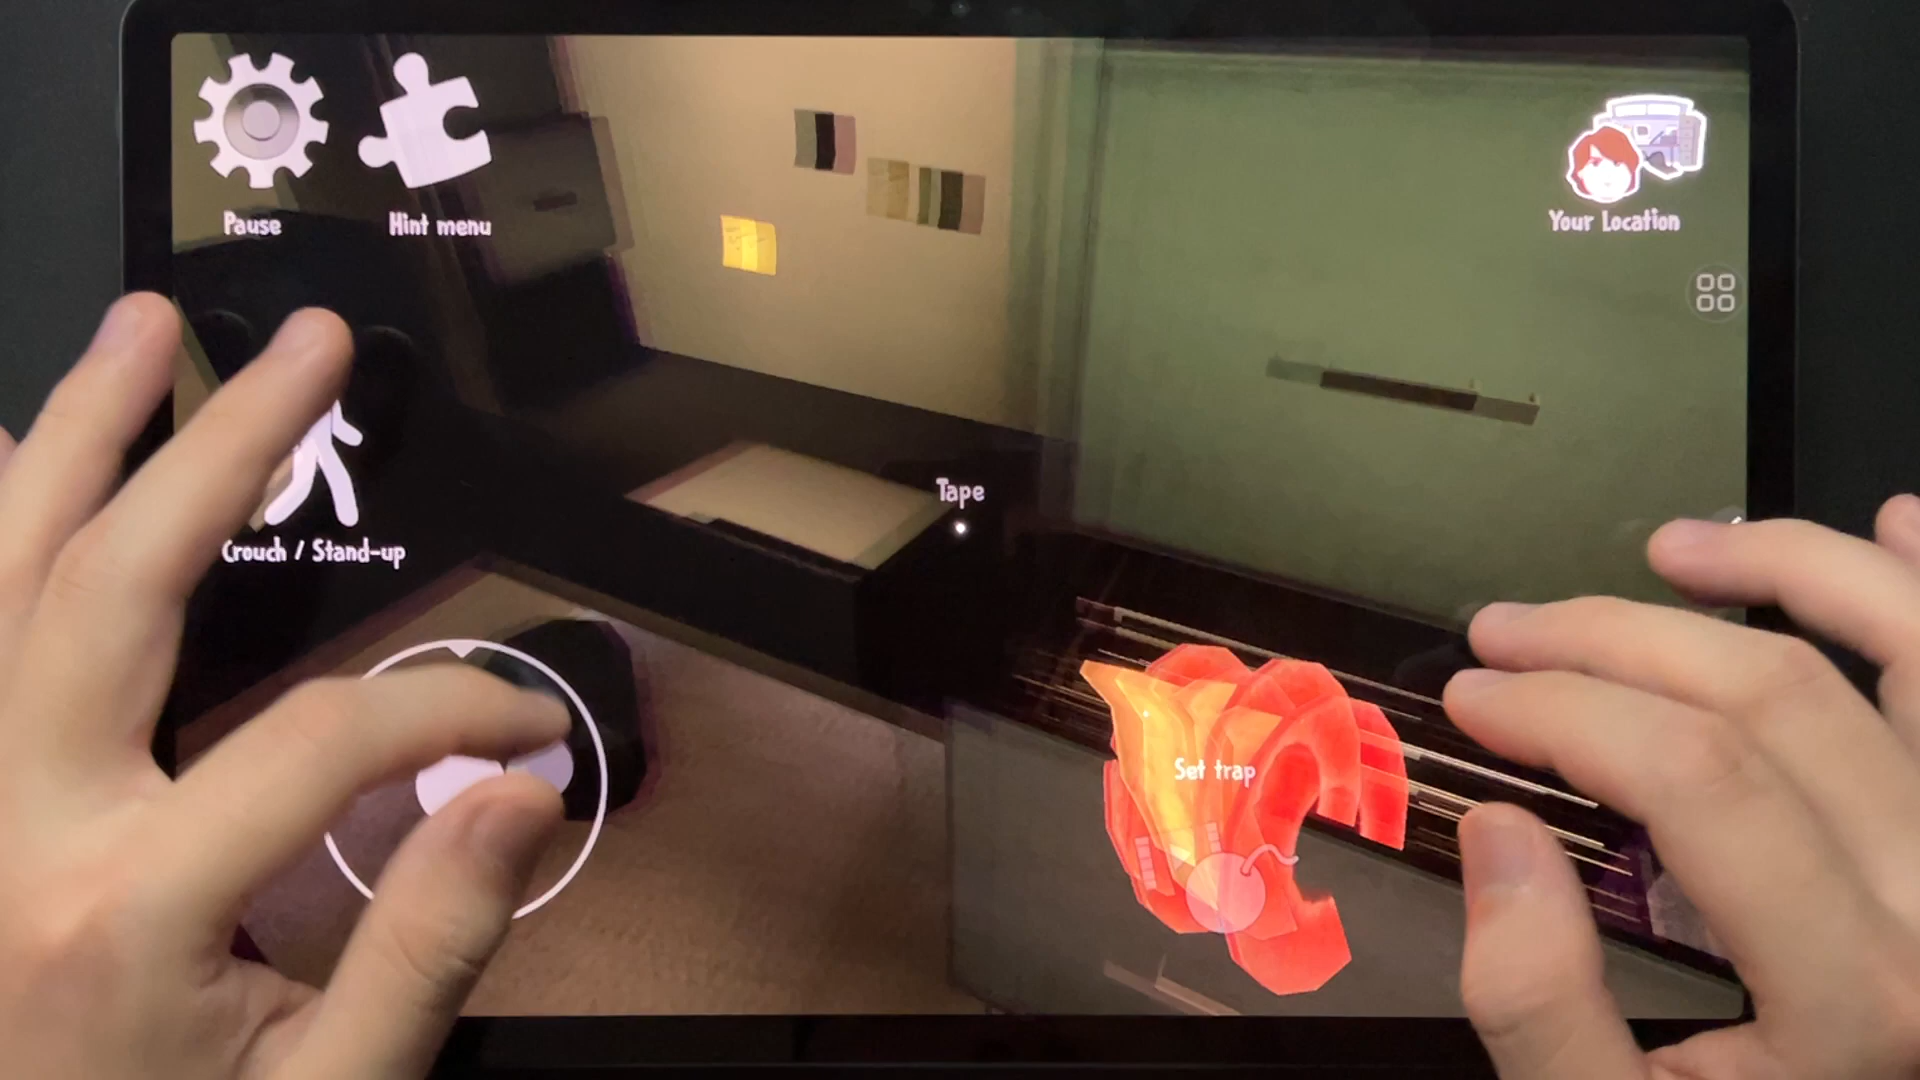 Pause
Hint menu
Your Location
Tape
Crouch / Stand-up
Set trap